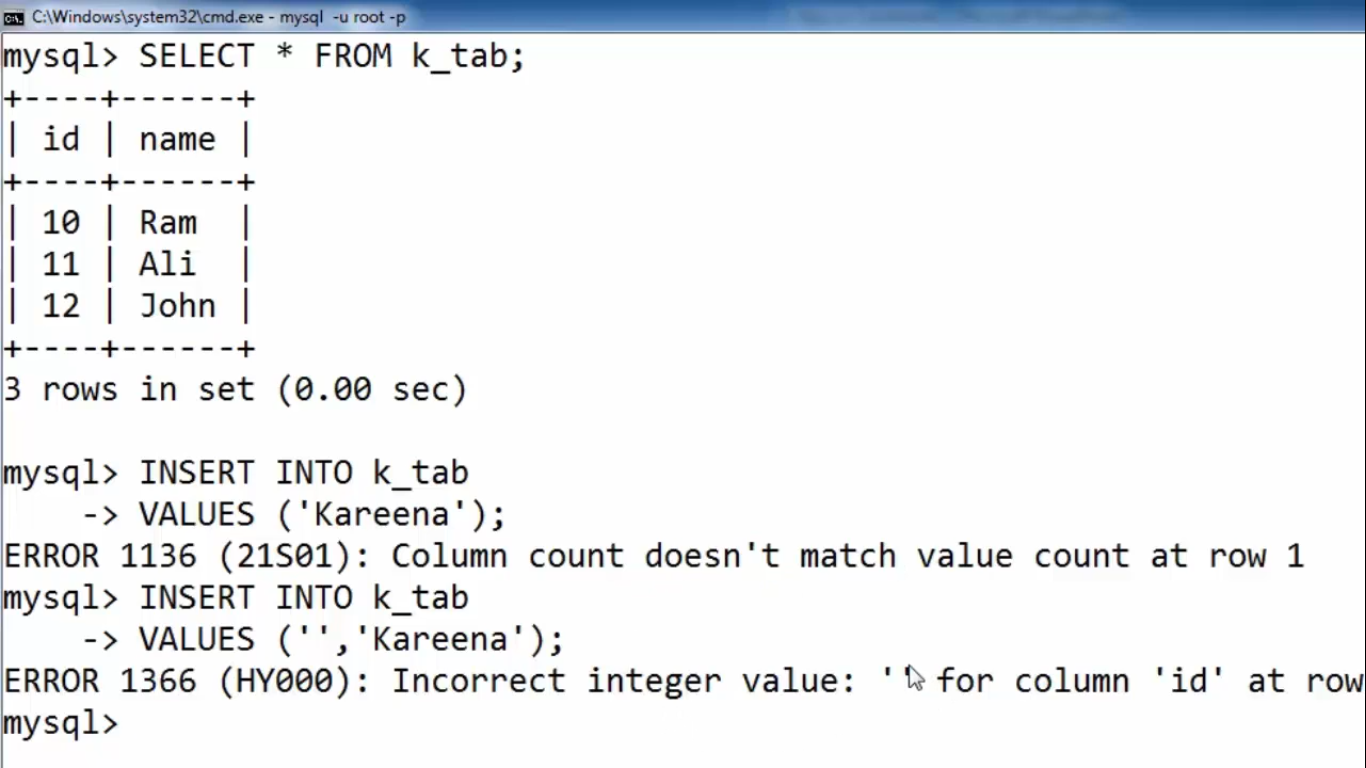 C:\Windows\system32\cmd.exe - mysql  -u root -p
mysql> SELECT * FROM k_tab;
+----+------+
| id | name |
+----+------+
| 10 | Ram  |
| 11 | Ali  |
| 12 | John |
+----+------+
3 rows in set (0.00 sec)
mysql> INSERT INTO k_tab
    -> VALUES ('Kareena');
ERROR 1136 (21S01): Column count doesn't match value count at row 1
mysql> INSERT INTO k_tab
    -> VALUES ('','Kareena');
ERROR 1366 (HY000): Incorrect integer value: '' for column 'id' at row
mysql>